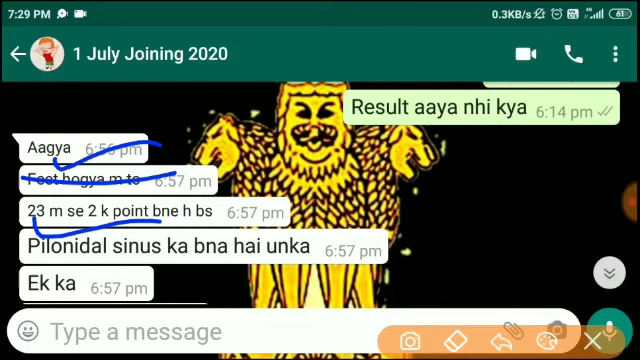 7:29 PM
0.3KB/s
61
1 July Joining 2020
Result aaya nhi kya 6:14 pm
Aagya 6:56 pm
Feet hogya m to 6:57 pm
23 m se 2 k point bne h bs 6:57 pm
Pilonidal sinus ka bna hai unka 6:57 pm
Ek ka 6:57 pm
Type a message